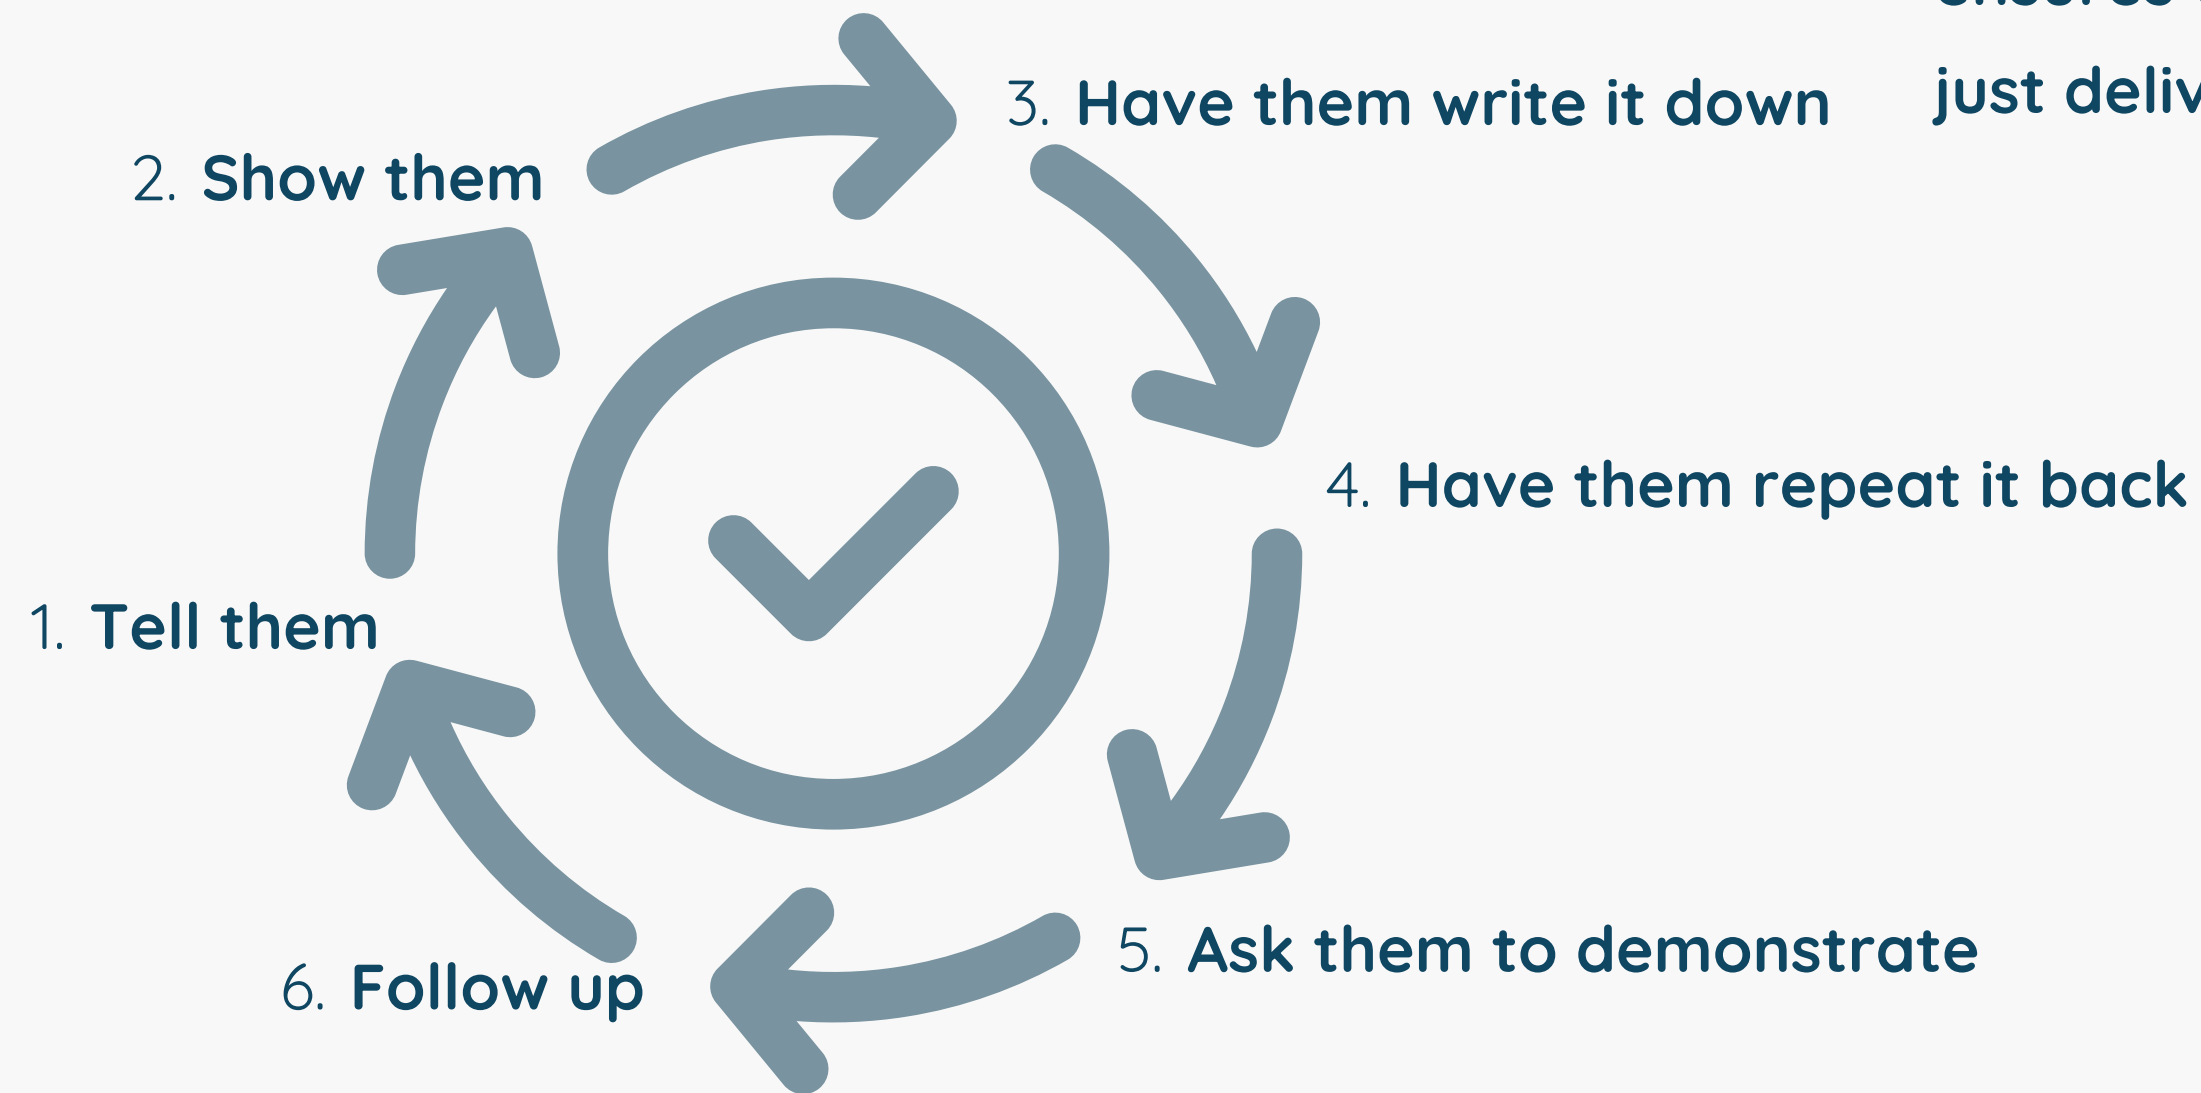 1. Tell them
2. Show them
3. Have them write it down
4. Have them repeat it back
5. Ask them to demonstrate
6. Follow up
just